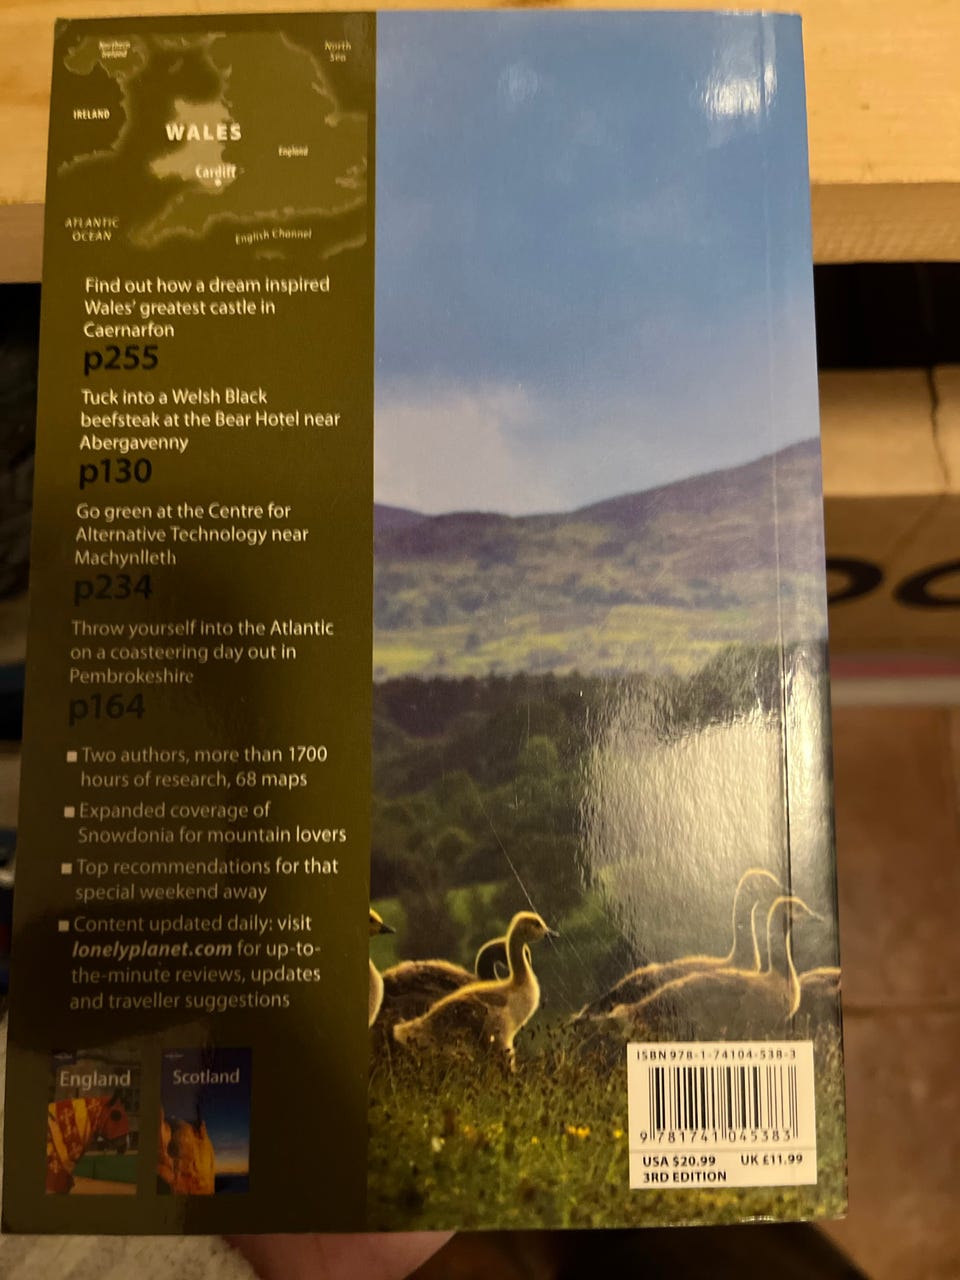 Northern
Ireland
North
Sea
IRELAND
WALES
England
Cardiff
ATLANTIC
OCEAN
English Channel
Find out how a dream inspired
Wales' greatest castle in
Caernarfon
p255
Tuck into a Welsh Black
beefsteak at the Bear Hotel near
Abergavenny
p130
Go green at the Centre for
Alternative Technology near
Machynlleth
p234
Throw yourself into the Atlantic
on a coasteering day out in
Pembrokeshire
p164
■ Two authors, more than 1700
hours of research, 68 maps
■ Expanded coverage of
Snowdonia for mountain lovers
■ Top recommendations for that
special weekend away
■ Content updated daily: visit
lonelyplanet.com for up-to-
the-minute reviews, updates
and traveller suggestions
England
Scotland
ISBN 978-1-74104-538-3
9 781741 045383
USA $20.99 UK £11.99
3RD EDITION